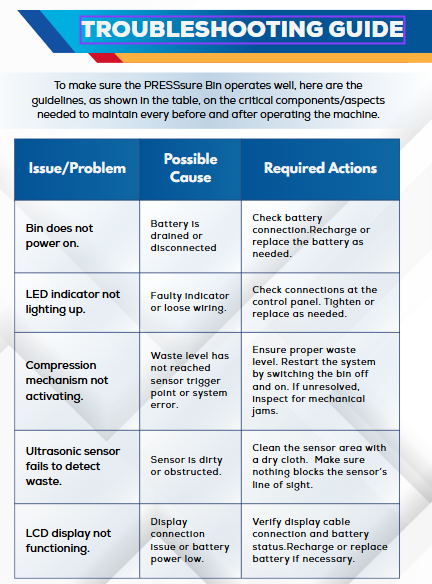 TROUBLESHOOTING GUIDE
To make sure the PRESSsure Bin operates well, here are the
guidelines, as shown in the table, on the critical components/aspects
needed to maintain every before and after operating the machine.
Issue/Problem
Possible
Cause
Required Actions
Bin does not
power on.
Battery is
drained or
disconnected
Check battery
connection.Recharge or
replace the battery as
needed.
LED indicator not
lighting up.
Faulty indicator
or loose wiring.
Check connections at the
control panel. Tighten or
replace as needed.
Compression
mechanism not
activating.
Waste level has
not reached
sensor trigger
point or system
error.
Ensure proper waste
level. Restart the system
by switching the bin off
and on. If unresolved,
inspect for mechanical
jams.
Ultrasonic sensor
fails to detect
waste.
Sensor is dirty
or obstructed.
Clean the sensor area with
a dry cloth. Make sure
nothing blocks the sensor's
line of sight.
LCD display not
functioning.
Display
connection
issue or battery
power low.
Verify display cable
connection and battery
status.Recharge or replace
battery if necessary.